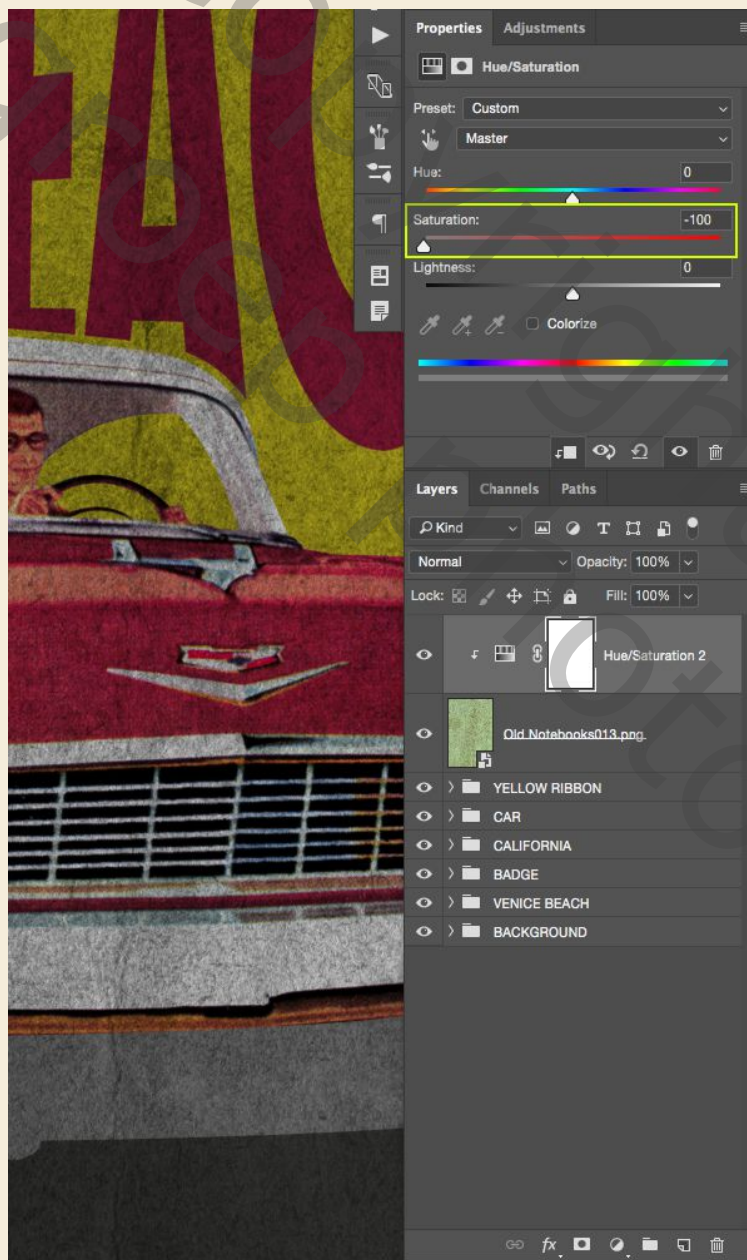 EAC
Properties Adjustments
Hue/Saturation
Preset: Custom
Master
Hue: 0
Saturation: -100
Lightness: 0
Colorize
Layers Channels Paths
Kind
Normal Opacity: 100%
Lock: Fill: 100%
Hue/Saturation 2
Old Notebooks013.png
YELLOW RIBBON
CAR
CALIFORNIA
BADGE
VENICE BEACH
BACKGROUND
fx